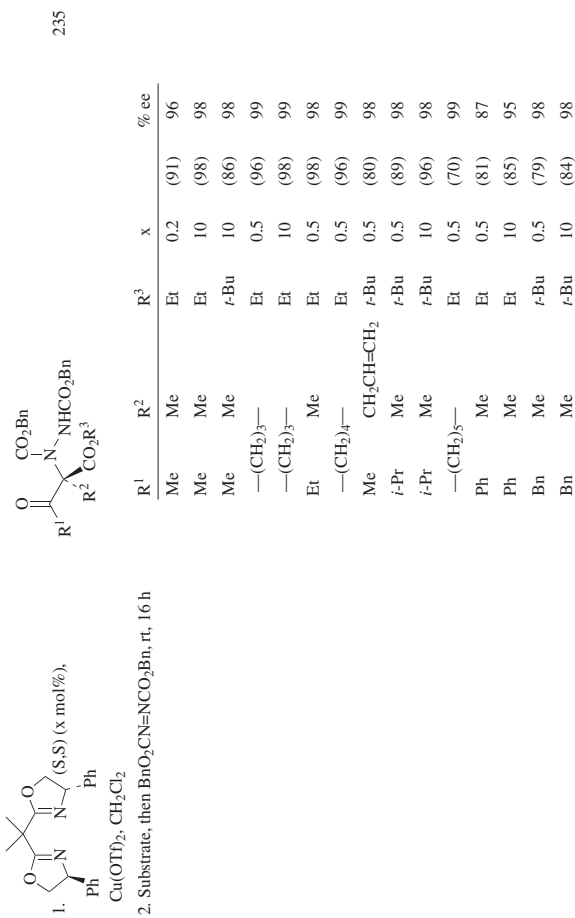 1.
O
O
N
N
Ph
Ph
(S,S) (x mol%),
Cu(OTf)2, CH2Cl2
2. Substrate, then BnO2CN=NCO2Bn, rt, 16 h
O
CO2Bn
N
NHCO2Bn
R1
R2
CO2R3
235
R1 R2 R3 x % ee
Me Me Et 0.2 (91) 96
Me Me Et 10 (98) 98
Me Me t-Bu 10 (86) 98
—(CH2)3— Et 0.5 (96) 99
—(CH2)3— Et 10 (98) 99
Et Me Et 0.5 (98) 98
—(CH2)4— Et 0.5 (96) 99
Me CH2CH=CH2 t-Bu 0.5 (80) 98
i-Pr Me t-Bu 0.5 (89) 98
i-Pr Me t-Bu 10 (96) 98
—(CH2)5— Et 0.5 (70) 99
Ph Me Et 0.5 (81) 87
Ph Me Et 10 (85) 95
Bn Me t-Bu 0.5 (79) 98
Bn Me t-Bu 10 (84) 98